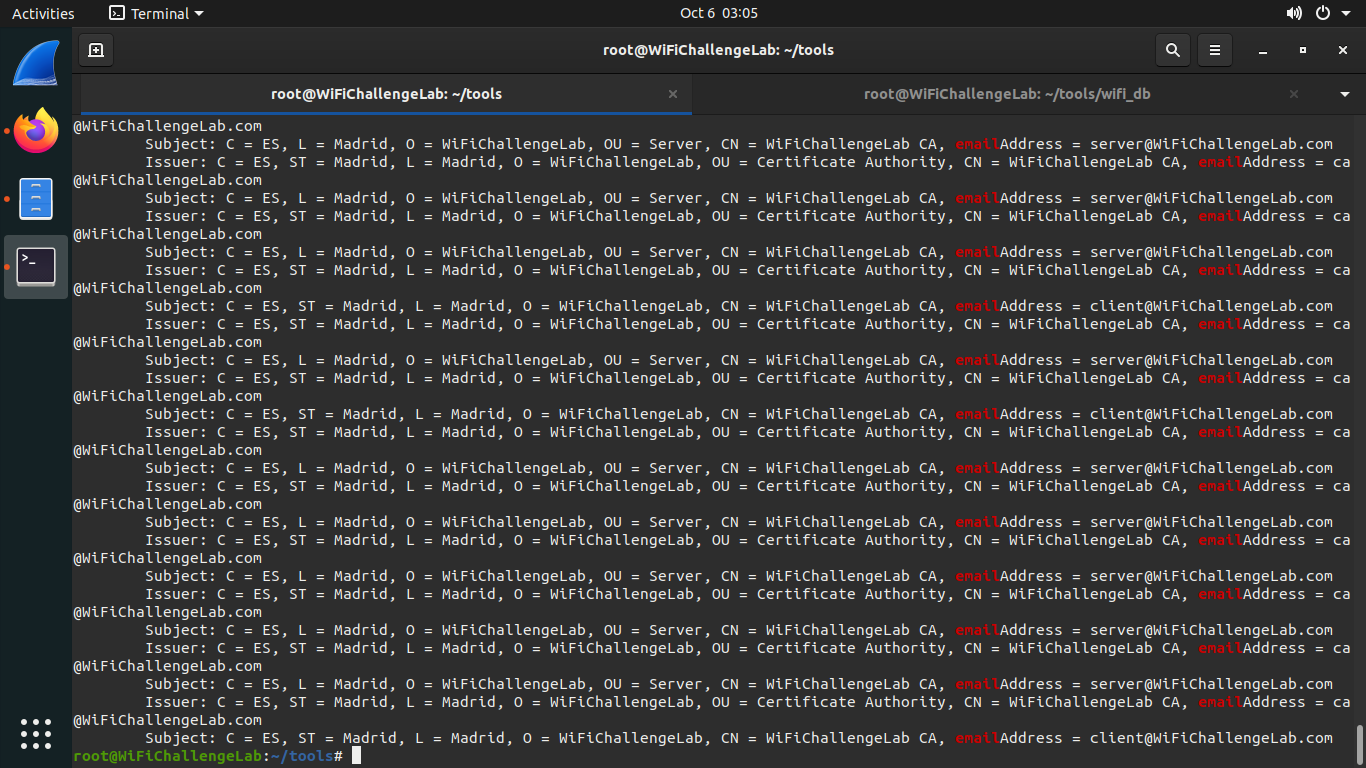 Activities
Terminal
Oct 6 03:05
root@WiFiChallengeLab: ~/tools
root@WiFiChallengeLab: ~/tools
root@WiFiChallengeLab: ~/tools/wifi_db
@WiFiChallengeLab.com
Subject: C = ES, L = Madrid, O = WiFiChallengeLab, OU = Server, CN = WiFiChallengeLab CA, emailAddress = server@WiFiChallengeLab.com
Issuer: C = ES, ST = Madrid, L = Madrid, O = WiFiChallengeLab, OU = Certificate Authority, CN = WiFiChallengeLab CA, emailAddress = ca
@WiFiChallengeLab.com
Subject: C = ES, L = Madrid, O = WiFiChallengeLab, OU = Server, CN = WiFiChallengeLab CA, emailAddress = server@WiFiChallengeLab.com
Issuer: C = ES, ST = Madrid, L = Madrid, O = WiFiChallengeLab, OU = Certificate Authority, CN = WiFiChallengeLab CA, emailAddress = ca
@WiFiChallengeLab.com
Subject: C = ES, L = Madrid, O = WiFiChallengeLab, OU = Server, CN = WiFiChallengeLab CA, emailAddress = server@WiFiChallengeLab.com
Issuer: C = ES, ST = Madrid, L = Madrid, O = WiFiChallengeLab, OU = Certificate Authority, CN = WiFiChallengeLab CA, emailAddress = ca
@WiFiChallengeLab.com
Subject: C = ES, ST = Madrid, L = Madrid, O = WiFiChallengeLab, CN = WiFiChallengeLab CA, emailAddress = client@WiFiChallengeLab.com
Issuer: C = ES, ST = Madrid, L = Madrid, O = WiFiChallengeLab, OU = Certificate Authority, CN = WiFiChallengeLab CA, emailAddress = ca
@WiFiChallengeLab.com
Subject: C = ES, L = Madrid, O = WiFiChallengeLab, OU = Server, CN = WiFiChallengeLab CA, emailAddress = server@WiFiChallengeLab.com
Issuer: C = ES, ST = Madrid, L = Madrid, O = WiFiChallengeLab, OU = Certificate Authority, CN = WiFiChallengeLab CA, emailAddress = ca
@WiFiChallengeLab.com
Subject: C = ES, ST = Madrid, L = Madrid, O = WiFiChallengeLab, CN = WiFiChallengeLab CA, emailAddress = client@WiFiChallengeLab.com
Issuer: C = ES, ST = Madrid, L = Madrid, O = WiFiChallengeLab, OU = Certificate Authority, CN = WiFiChallengeLab CA, emailAddress = ca
@WiFiChallengeLab.com
Subject: C = ES, L = Madrid, O = WiFiChallengeLab, OU = Server, CN = WiFiChallengeLab CA, emailAddress = server@WiFiChallengeLab.com
Issuer: C = ES, ST = Madrid, L = Madrid, O = WiFiChallengeLab, OU = Certificate Authority, CN = WiFiChallengeLab CA, emailAddress = ca
@WiFiChallengeLab.com
Subject: C = ES, L = Madrid, O = WiFiChallengeLab, OU = Server, CN = WiFiChallengeLab CA, emailAddress = server@WiFiChallengeLab.com
Issuer: C = ES, ST = Madrid, L = Madrid, O = WiFiChallengeLab, OU = Certificate Authority, CN = WiFiChallengeLab CA, emailAddress = ca
@WiFiChallengeLab.com
Subject: C = ES, L = Madrid, O = WiFiChallengeLab, OU = Server, CN = WiFiChallengeLab CA, emailAddress = server@WiFiChallengeLab.com
Issuer: C = ES, ST = Madrid, L = Madrid, O = WiFiChallengeLab, OU = Certificate Authority, CN = WiFiChallengeLab CA, emailAddress = ca
@WiFiChallengeLab.com
Subject: C = ES, L = Madrid, O = WiFiChallengeLab, OU = Server, CN = WiFiChallengeLab CA, emailAddress = server@WiFiChallengeLab.com
Issuer: C = ES, ST = Madrid, L = Madrid, O = WiFiChallengeLab, OU = Certificate Authority, CN = WiFiChallengeLab CA, emailAddress = ca
@WiFiChallengeLab.com
Subject: C = ES, L = Madrid, O = WiFiChallengeLab, OU = Server, CN = WiFiChallengeLab CA, emailAddress = server@WiFiChallengeLab.com
Issuer: C = ES, ST = Madrid, L = Madrid, O = WiFiChallengeLab, OU = Certificate Authority, CN = WiFiChallengeLab CA, emailAddress = ca
@WiFiChallengeLab.com
Subject: C = ES, ST = Madrid, L = Madrid, O = WiFiChallengeLab, CN = WiFiChallengeLab CA, emailAddress = client@WiFiChallengeLab.com
root@WiFiChallengeLab:~/tools#